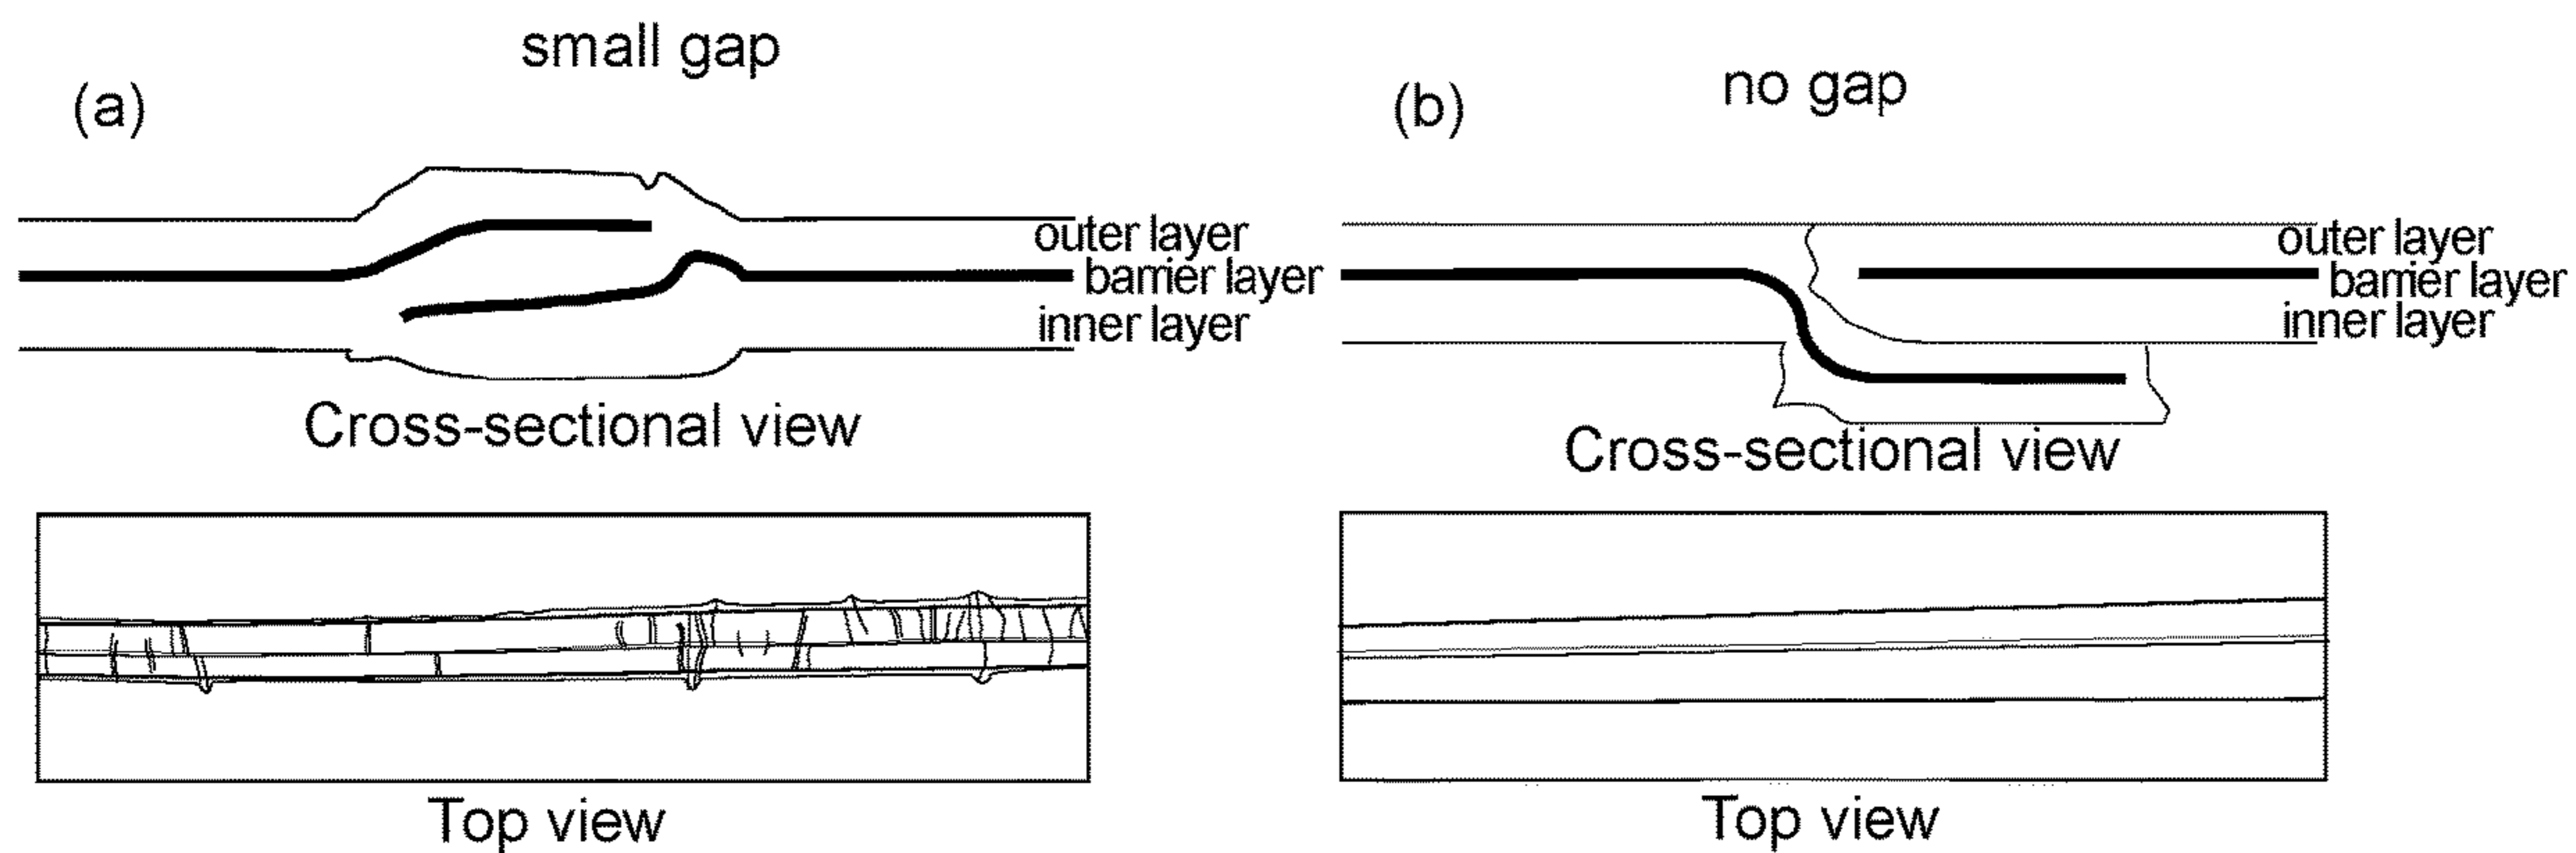 small gap
(a)
outer layer
barrier layer
inner layer
Cross-sectional view
Top view
no gap
(b)
outer layer
barrier layer
inner layer
Cross-sectional view
Top view